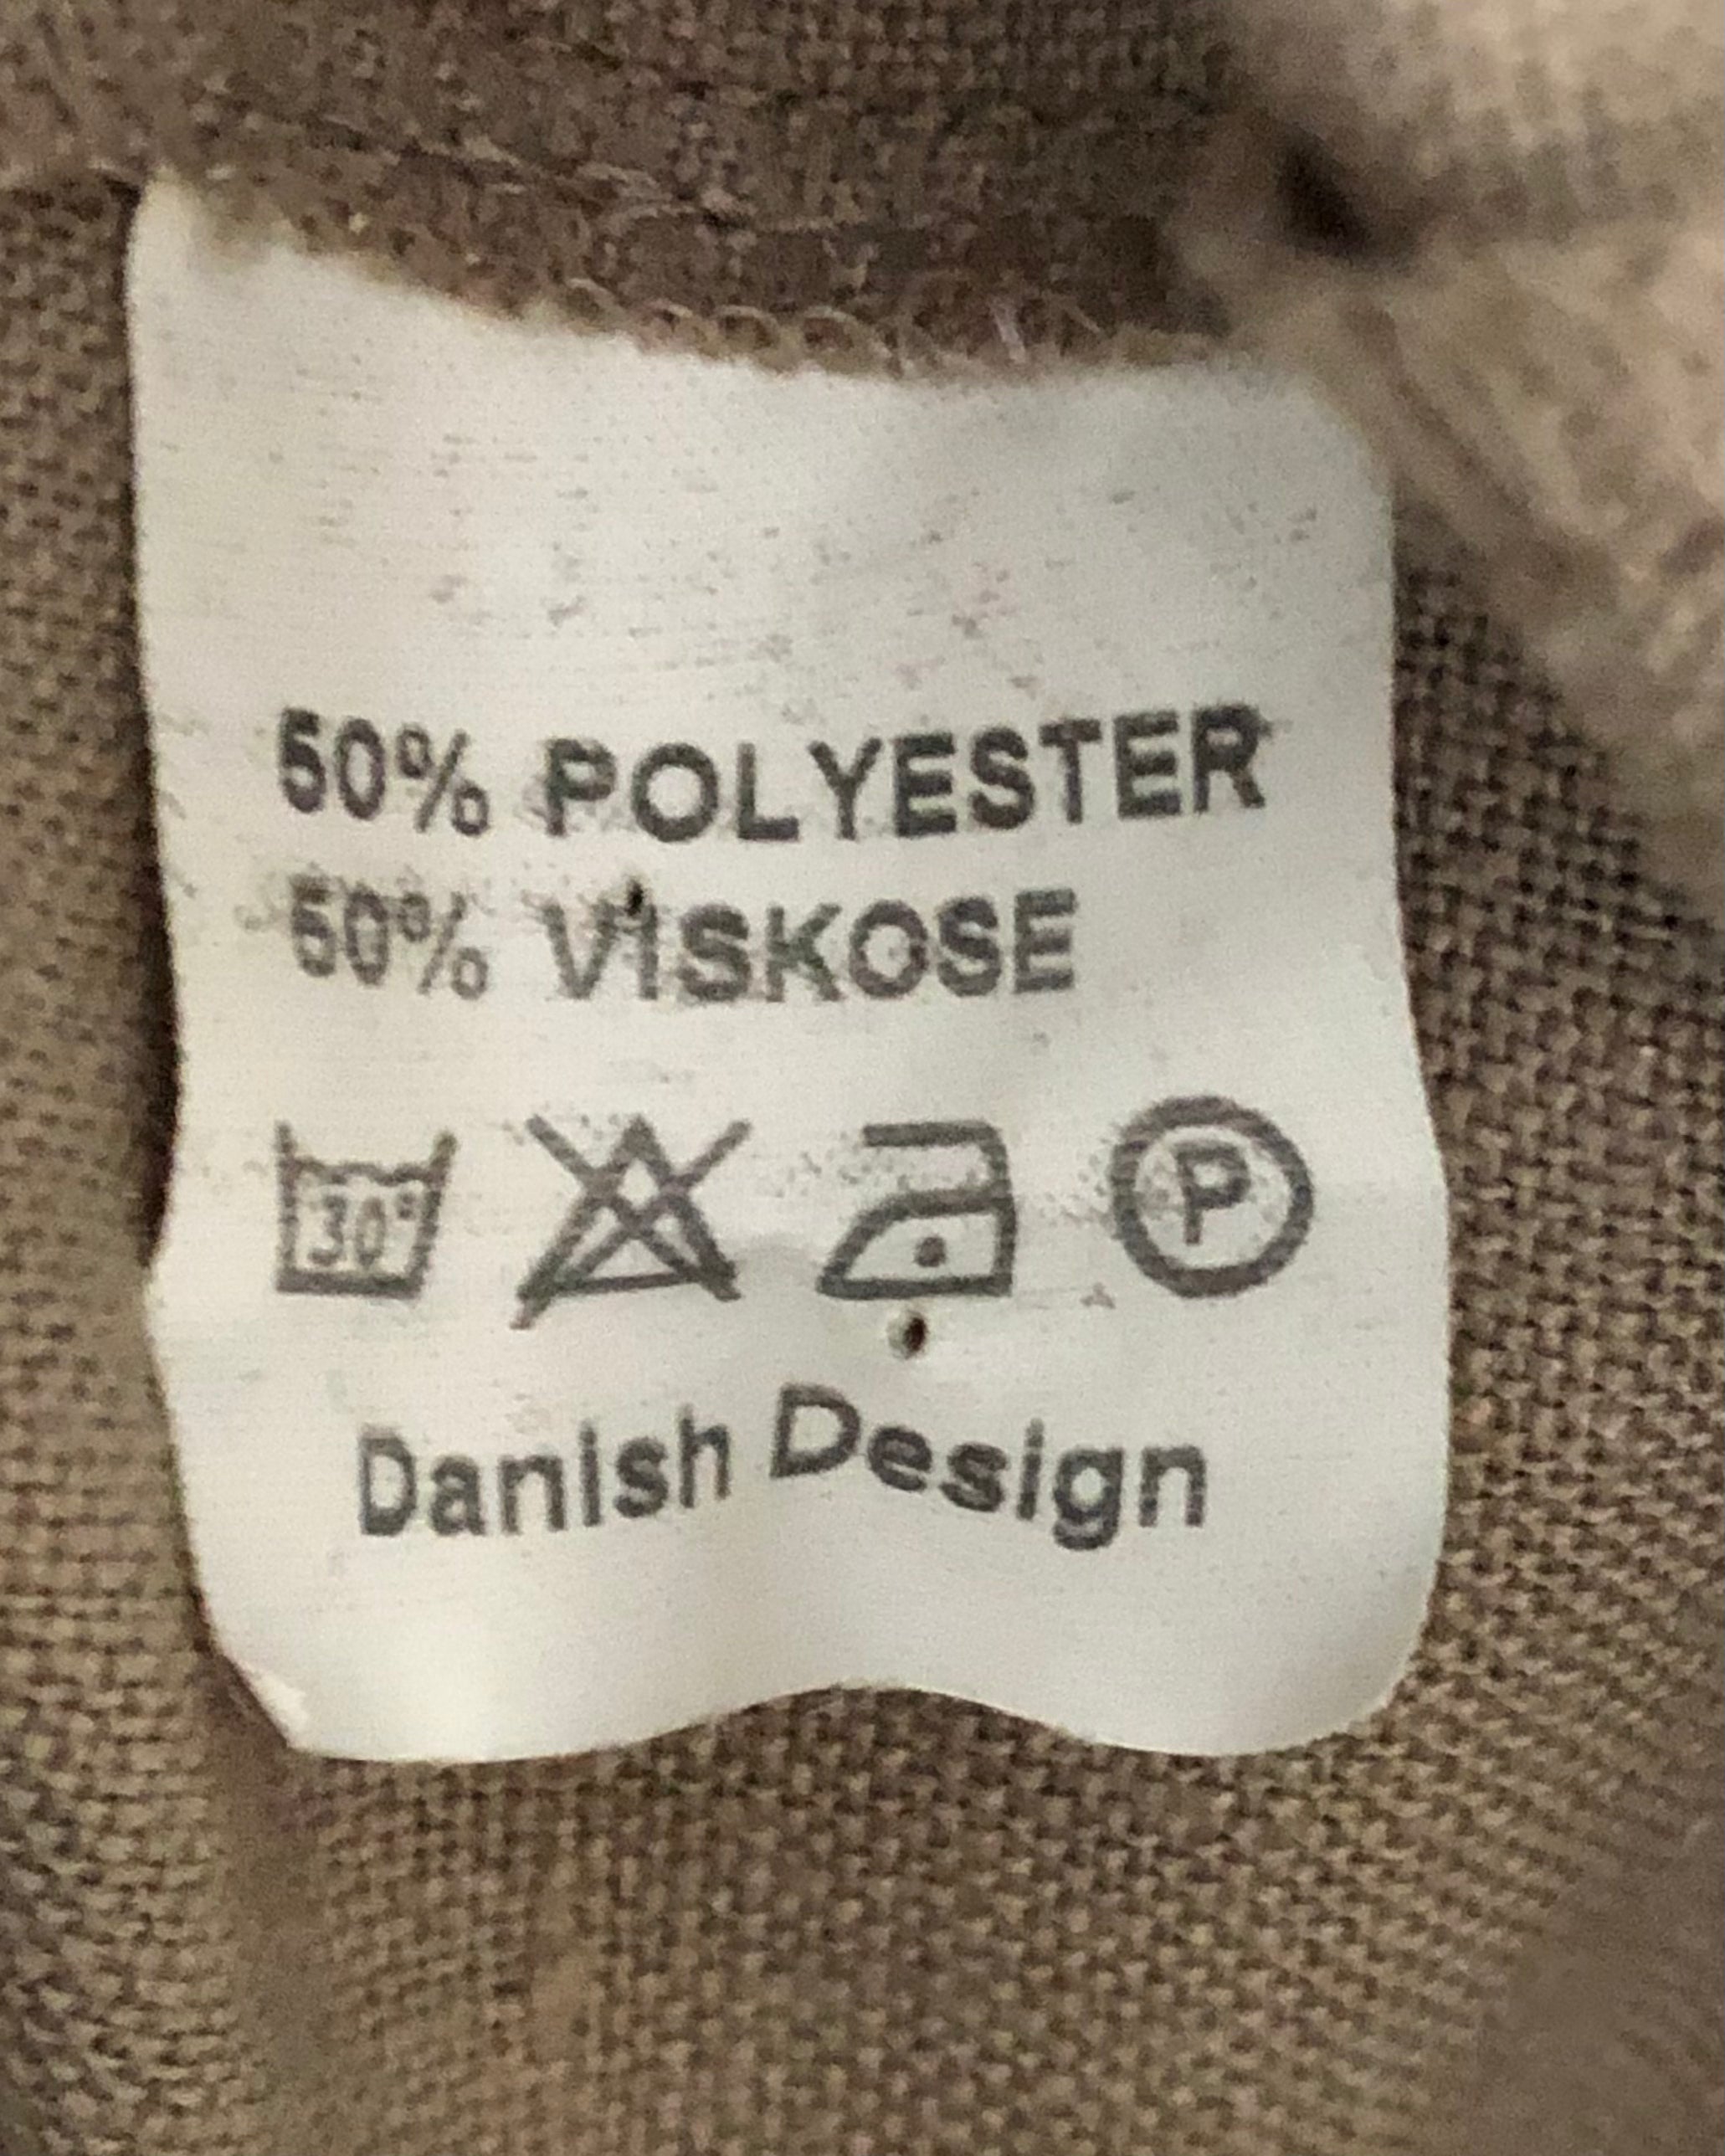 50% POLYESTER
50% VISKOSE
30° P
Danish Design